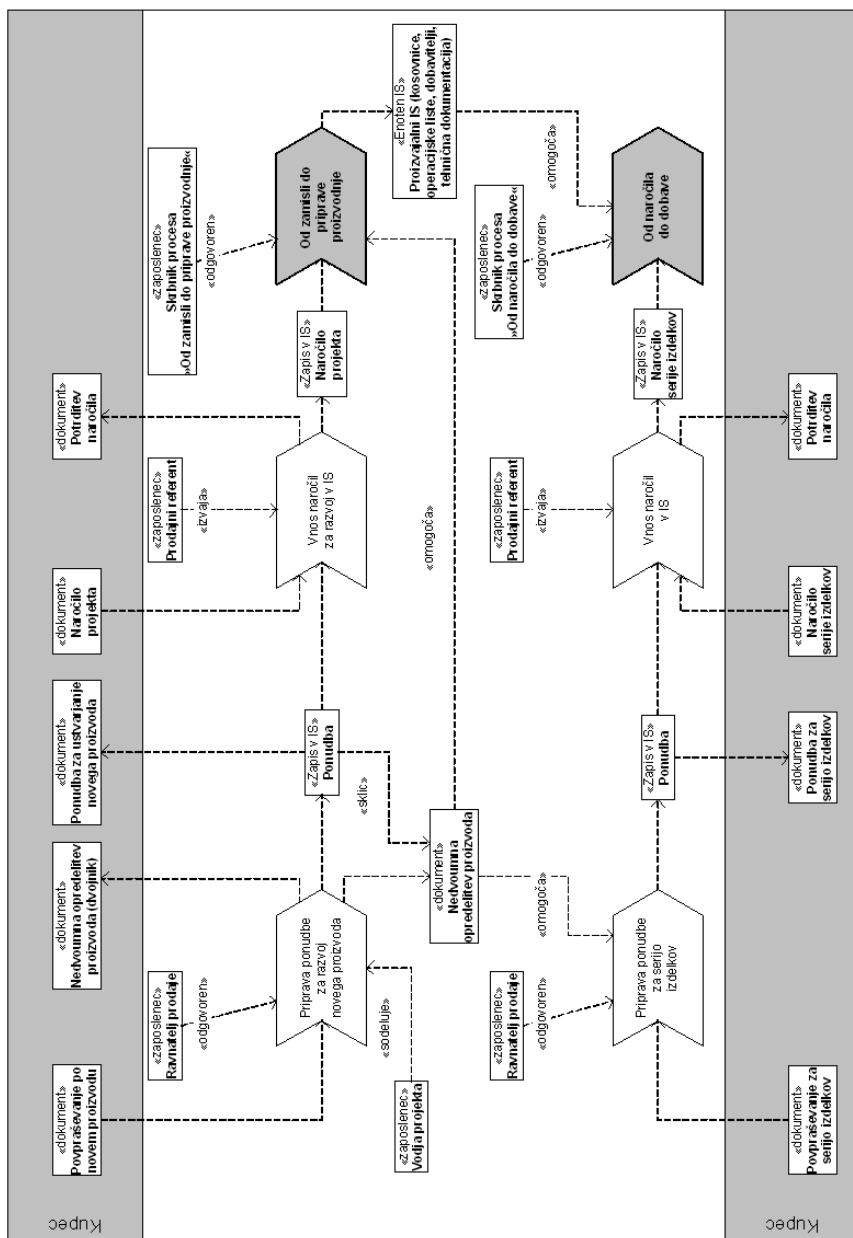 Kupec
«dokument»
Povpraševanje po
novem proizvodu
«dokument»
Nedvoumna opredelitev
proizvoda (dvojnik)
«dokument»
Ponudba za ustvarjanje
novega proizvoda
«dokument»
Naročilo
projekta
«dokument»
Potrditev
naročila
«zaposlenec»
Ravnatelj prodaje
«odgovoren»
«zaposlenec»
Prodajni referent
«izvaja»
«zaposlenec»
Skrbnik procesa
»Od zamisli do priprave proizvodnje«
«odgovoren»
Priprava ponudbe
za razvoj
novega proizvoda
«Zapis v IS»
Ponudba
Vnos naročil
za razvoj v IS
«Zapis v IS»
Naročilo
projekta
Od zamisli do
priprave
proizvodnje
«sodeluje»
«zaposlenec»
Vodja projekta
«sklic»
«dokument»
Nedvoumna
opredelitev proizvoda
«omogoča»
«Enoten IS»
Proizvajalni IS (kosovnice,
operacijske liste, dobavitelji,
tehnična dokumentacija)
«omogoča»
«omogoča»
«zaposlenec»
Ravnatelj prodaje
«odgovoren»
«zaposlenec»
Prodajni referent
«izvaja»
«zaposlenec»
Skrbnik procesa
»Od naročila do dobave«
«odgovoren»
Priprava ponudbe
za serijo
izdelkov
«Zapis v IS»
Ponudba
Vnos naročil
v IS
«Zapis v IS»
Naročilo
serije izdelkov
Od naročila
do dobave
«dokument»
Povpraševanje za
serijo izdelkov
«dokument»
Ponudba za
serijo izdelkov
«dokument»
Naročilo
serije izdelkov
«dokument»
Potrditev
naročila
Kupec